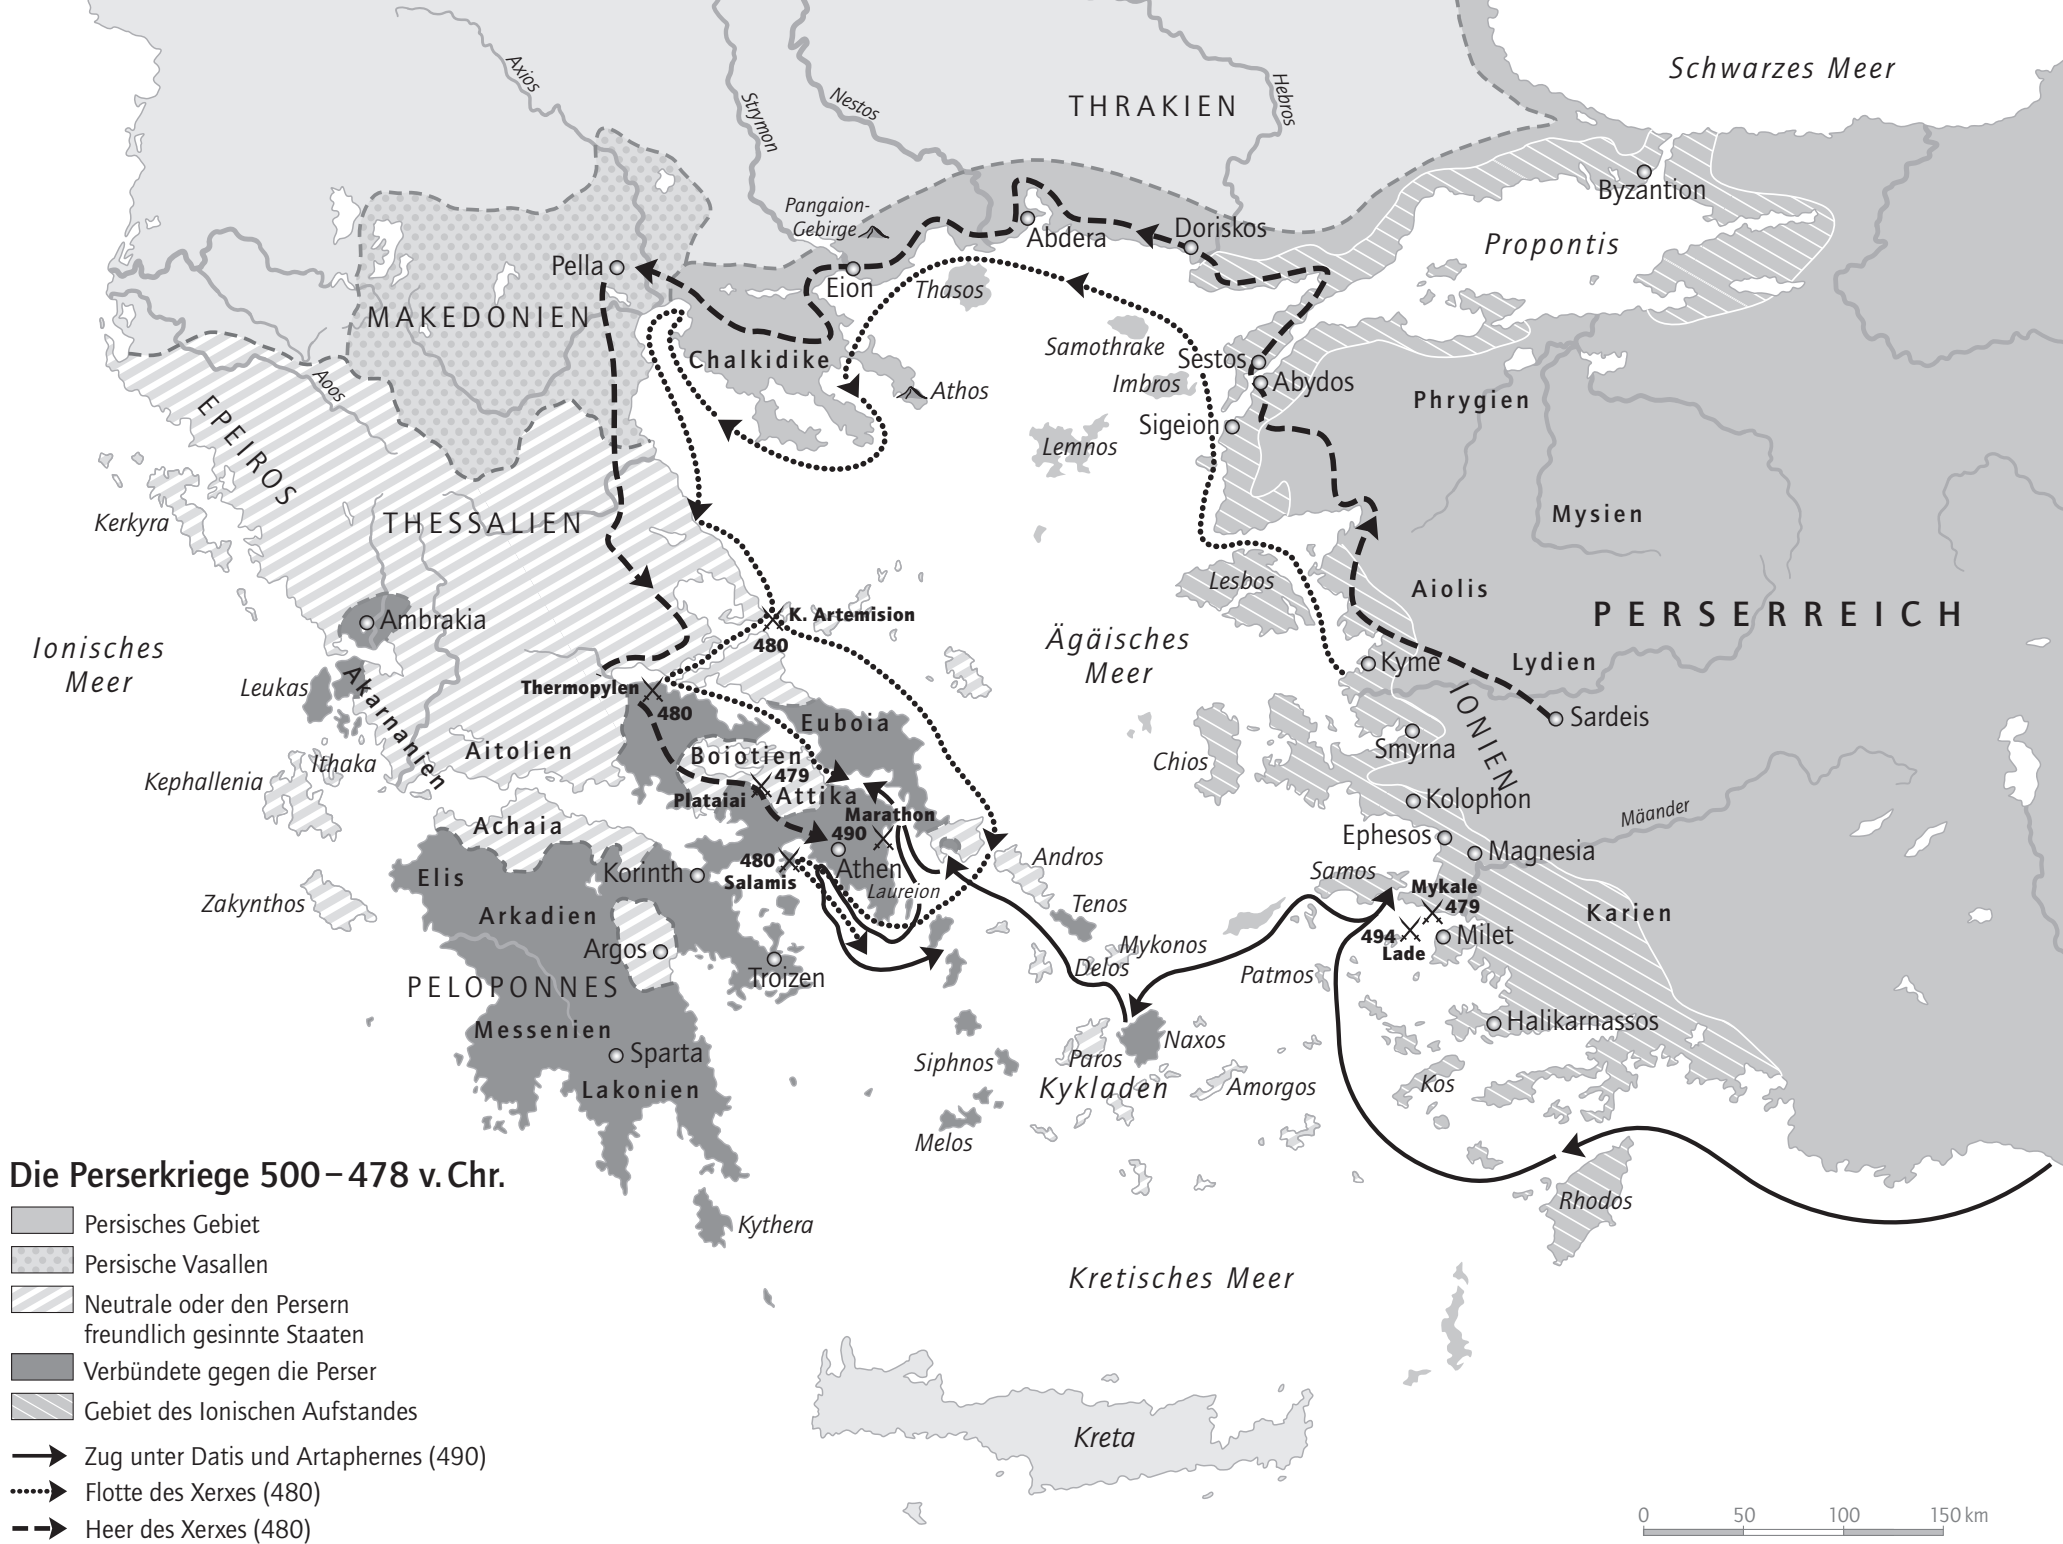 Schwarzes Meer
Axios
Strymon
Nestos
Hebros
THRAKIEN
Byzantion
Pangaion-
Gebirge
Abdera
Doriskos
Propontis
Pella
Eion
Thasos
MAKEDONIEN
Samothrake
Chalkidike
Sestos
Imbros
Abydos
Athos
Phrygien
Aoos
EPEIROS
Sigeion
Lemnos
Kerkyra
THESSALIEN
Mysien
Lesbos
Aiolis
Ambrakia
K. Artemision
480
PERSERREICH
Ionisches
Meer
Ägäisches
Meer
Kyme
Lydien
Leukas
Akarnanien
Thermopylen
480
IONIEN
Sardeis
Euboia
Smyrna
Aitolien
Boiotien
Ithaka
Chios
Kephallenia
479
Plataiai
Attika
Kolophon
Mäander
Achaia
Marathon
490
Ephesos
Magnesia
480
Salamis
Athen
Andros
Elis
Korinth
Laureion
Samos
Mykale
479
Zakynthos
Arkadien
Tenos
Karien
Argos
Mykonos
494
Lade
Milet
Troizen
Delos
Patmos
PELOPONNES
Messenien
Halikarnassos
Sparta
Siphnos
Paros
Naxos
Lakonien
Kykladen
Amorgos
Kos
Melos
Rhodos
Kythera
Kretisches Meer
Kreta
Die Perserkriege 500 – 478 v. Chr.
Persisches Gebiet
Persische Vasallen
Neutrale oder den Persern
freundlich gesinnte Staaten
Verbündete gegen die Perser
Gebiet des Ionischen Aufstandes
Zug unter Datis und Artaphernes (490)
Flotte des Xerxes (480)
Heer des Xerxes (480)
0 50 100 150 km